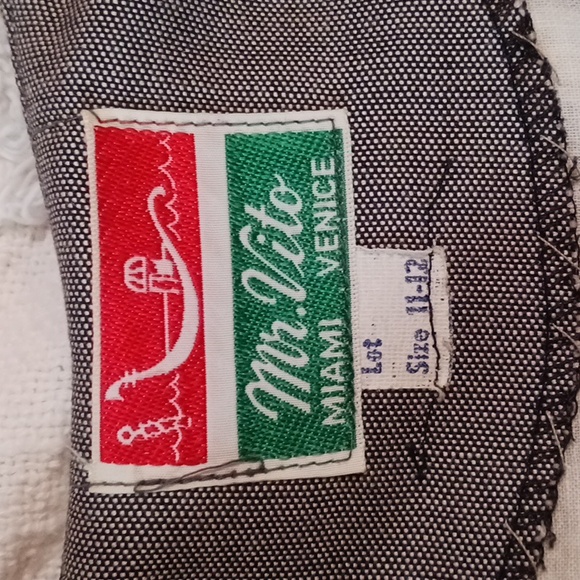 Mr. Vito
MIAMI VENICE
Lot
Size 11-12